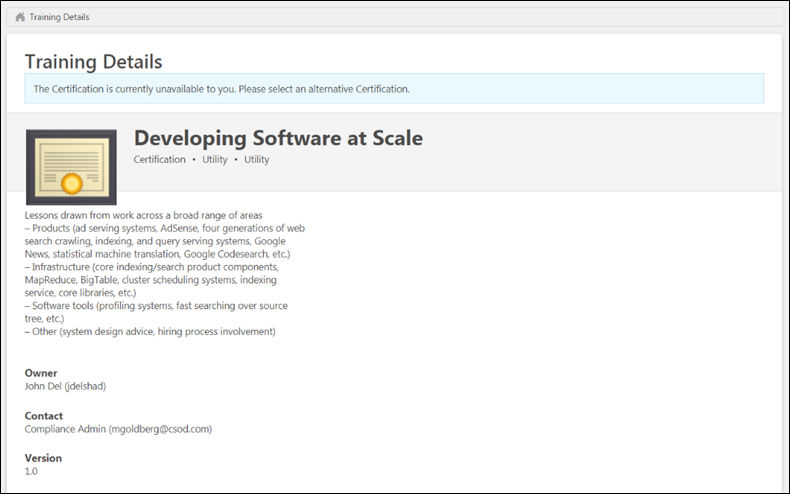 Training Details
Training Details
The Certification is currently unavailable to you. Please select an alternative Certification.
Developing Software at Scale
Certification • Utility • Utility
Lessons drawn from work across a broad range of areas
– Products (ad serving systems, AdSense, four generations of web
search crawling, indexing, and query serving systems, Google
News, statistical machine translation, Google Codesearch, etc.)
– Infrastructure (core indexing/search product components,
MapReduce, BigTable, cluster scheduling systems, indexing
service, core libraries, etc.)
– Software tools (profiling systems, fast searching over source
tree, etc.)
– Other (system design advice, hiring process involvement)
Owner
John Del (jdelshad)
Contact
Compliance Admin (mgoldberg@csod.com)
Version
1.0